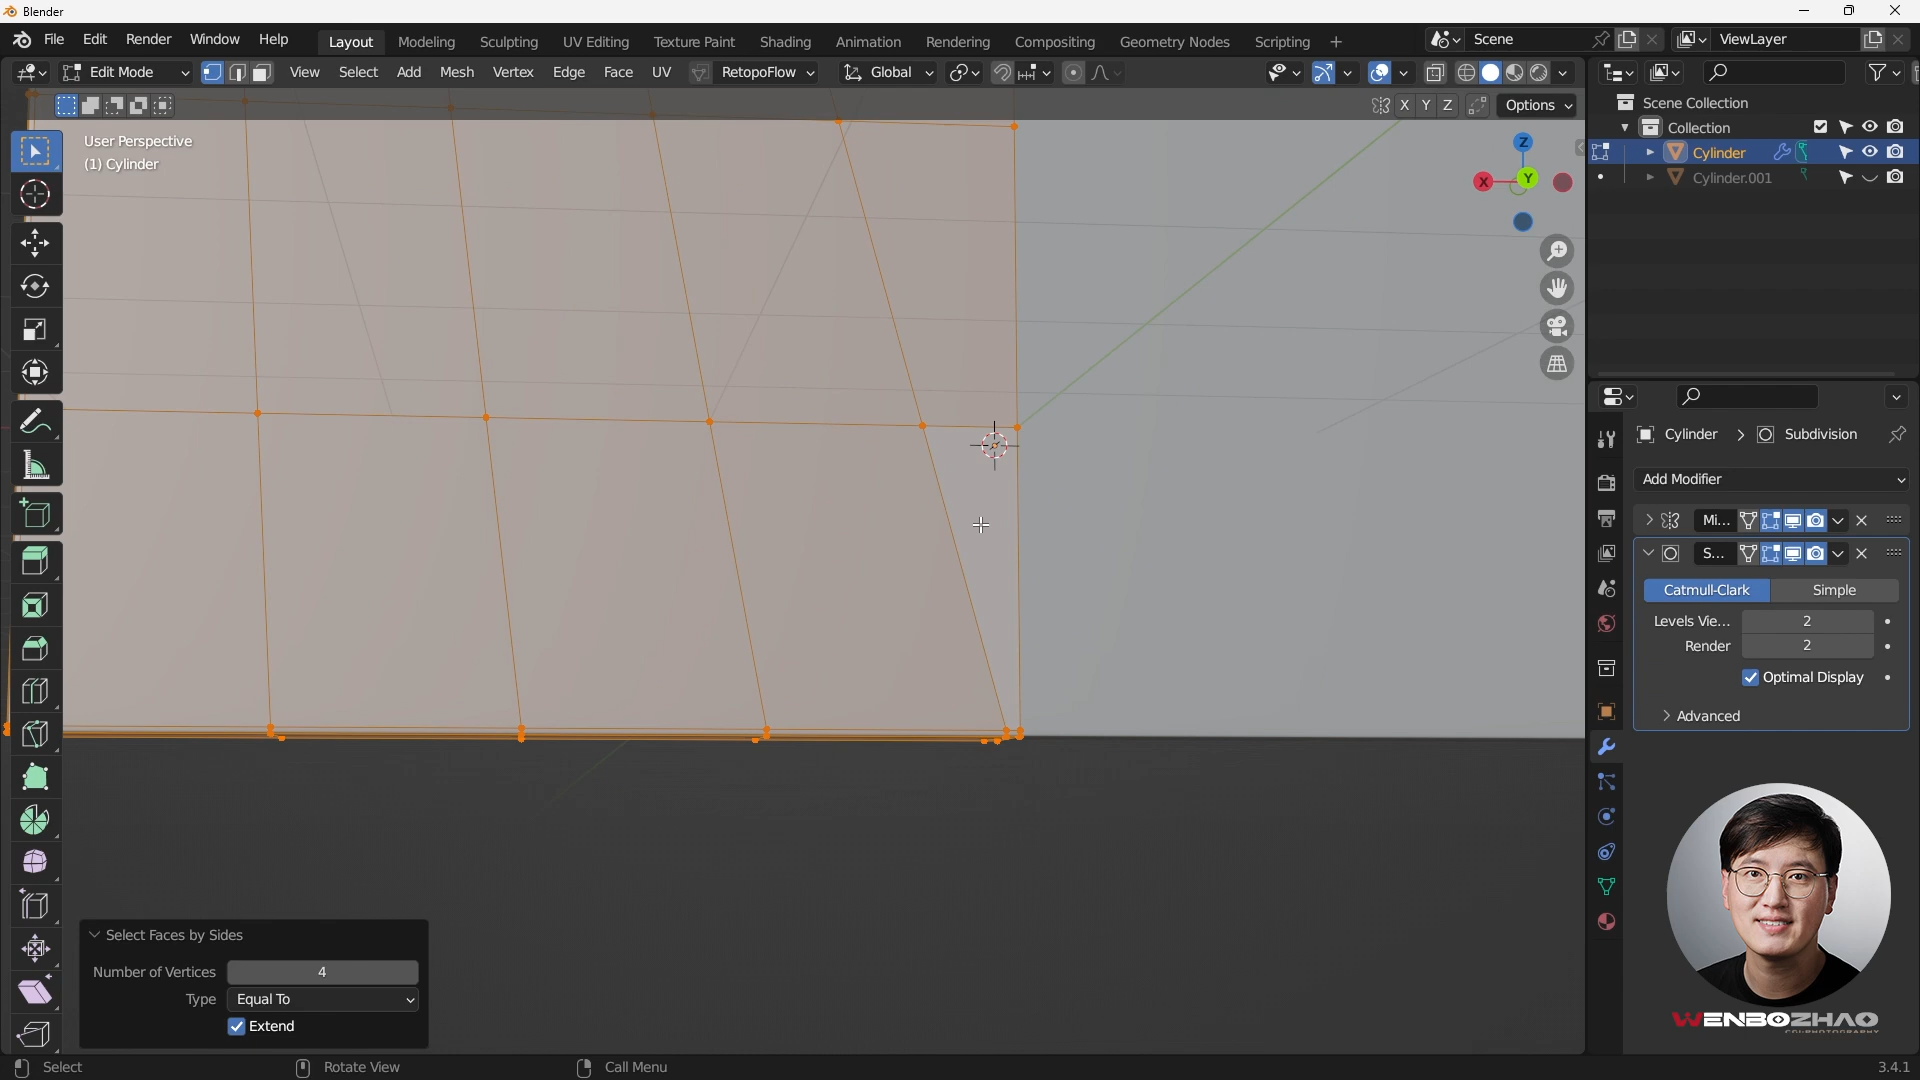 Blender
File Edit Render Window Help Layout Modeling Sculpting UV Editing Texture Paint Shading Animation Rendering Compositing Geometry Nodes Scripting + Scene ViewLayer
Edit Mode View Select Add Mesh Vertex Edge Face UV RetopoFlow Global
X Y Z Options
Scene Collection
Collection
Cylinder
Cylinder.001
User Perspective
(1) Cylinder
Z
X
Y
Cylinder > Subdivision
Add Modifier
Mi...
S...
Catmull-Clark Simple
Levels Vie... 2
Render 2
Optimal Display
Advanced
Select Faces by Sides
Number of Vertices 4
Type Equal To
Extend
WENBOZHAO
Select Rotate View Call Menu 3.4.1